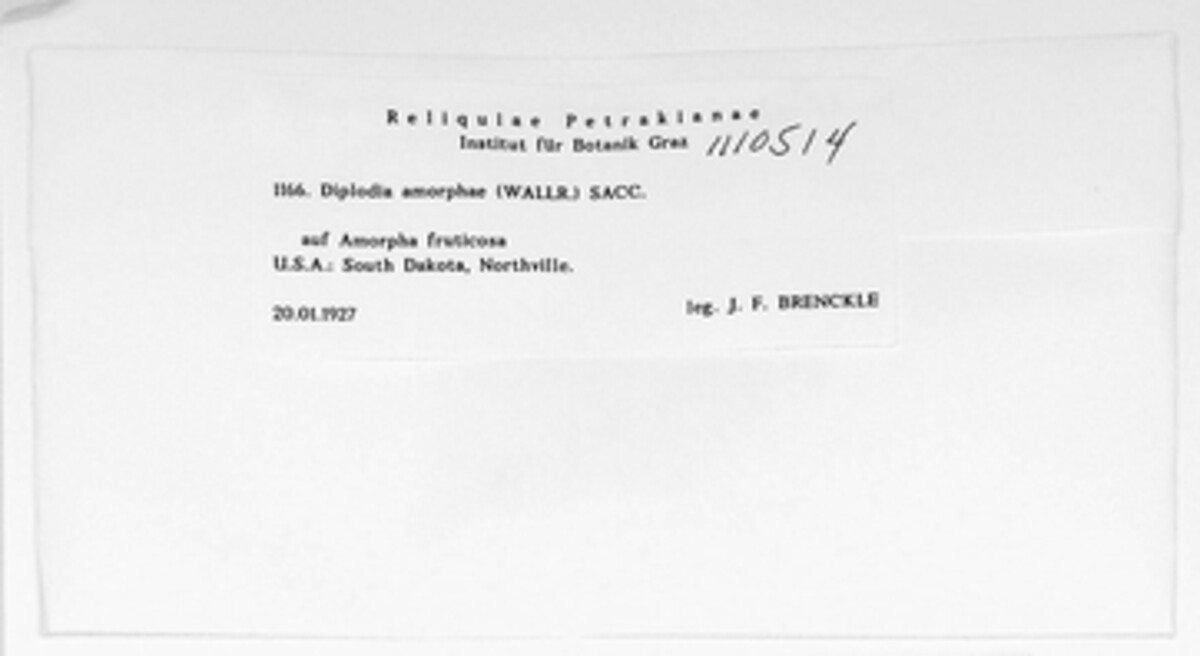 Reliquiae Petrakianae
Institut für Botanik Graz 1110514
1166. Diplodia amorphae (WALLR.) SACC.
auf Amorpha fruticosa
U.S.A.: South Dakota, Northville.
20.01.1927 leg. J. F. BRENCKLE